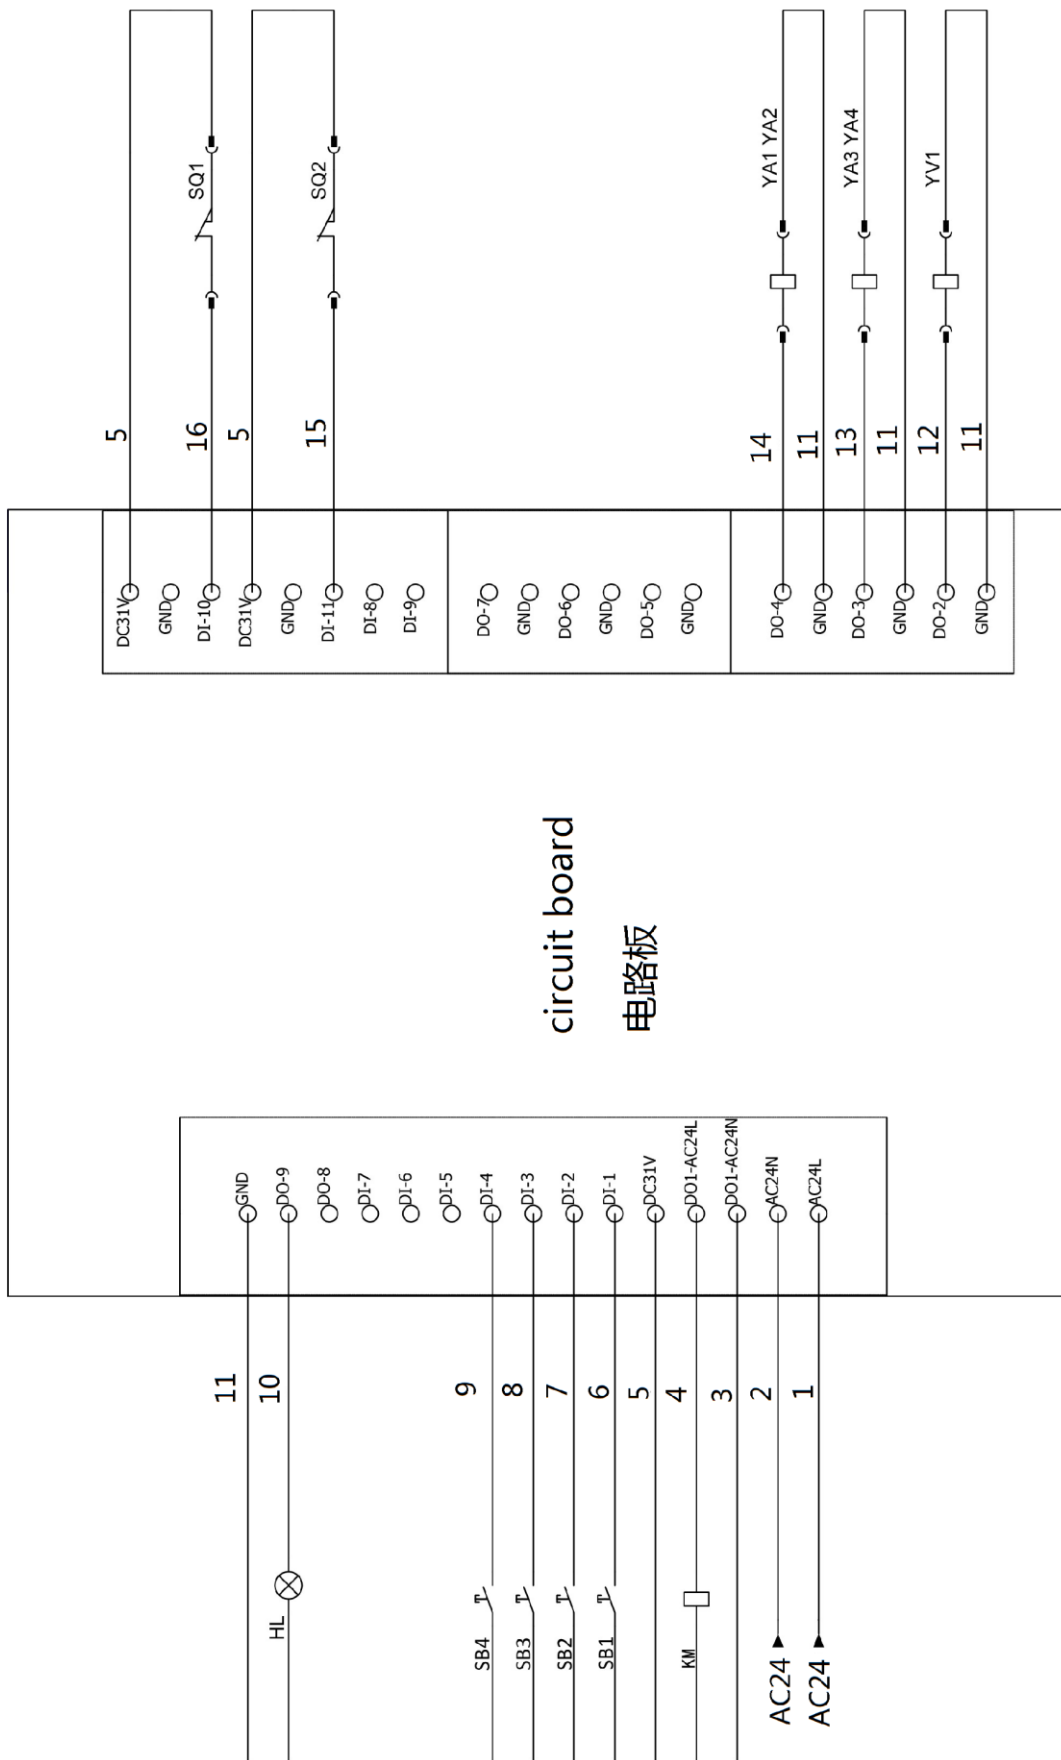 5
16
SQ1
5
15
SQ2
14
YA1 YA2
11
13
YA3 YA4
11
12
YV1
11
DC31V
GND
DI-10
DC31V
GND
DI-11
DI-8
DI-9
DO-7
GND
DO-6
GND
DO-5
GND
DO-4
GND
DO-3
GND
DO-2
GND
circuit board
电路板
GND
DO-9
DO-8
DI-7
DI-6
DI-5
DI-4
DI-3
DI-2
DI-1
DC31V
DO1-AC24L
DO1-AC24N
AC24N
AC24L
11
10
9
8
7
6
5
4
3
2
1
HL
SB4
SB3
SB2
SB1
KM
AC24
AC24